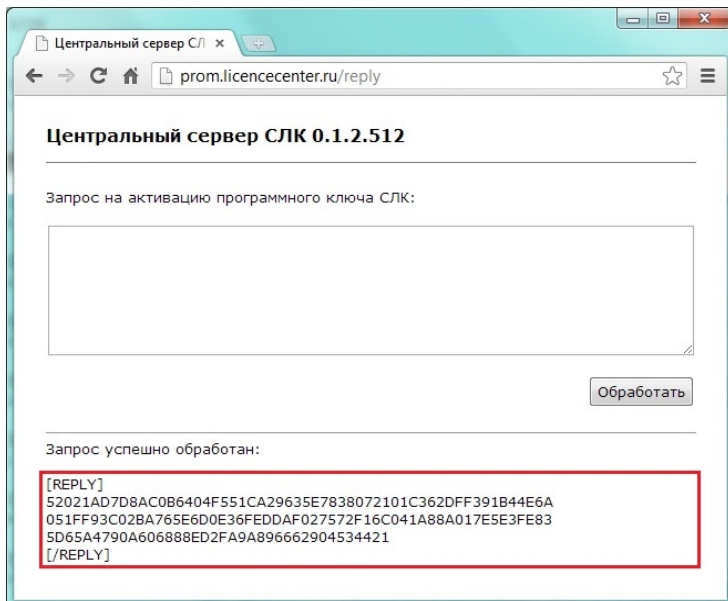 Центральный сервер СЛ
prom.licencecenter.ru/reply
Центральный сервер СЛК 0.1.2.512
Запрос на активацию программного ключа СЛК:
Обработать
Запрос успешно обработан:
[REPLY]
52021AD7D8AC0B6404F551CA29635E7838072101C362DFF391B44E6A
051FF93C02BA765E6D0E36FEDDAF027572F16C041A88A017E5E3FE83
5D65A4790A606888ED2FA9A896662904534421
[/REPLY]